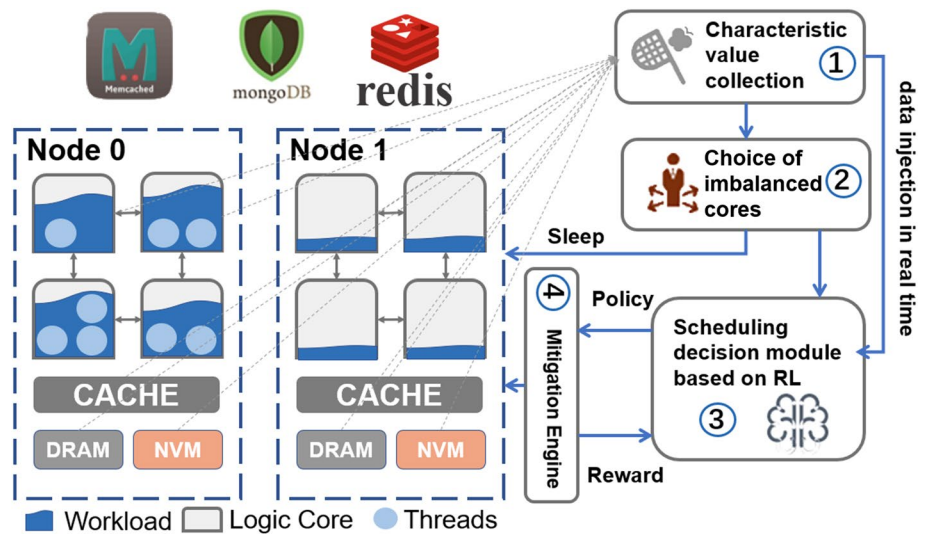 Memcached
mongoDB
redis
Characteristic
value
collection
1
data injection in real time
Choice of
imbalanced
cores
2
Node 0
Node 1
Sleep
4
Mitigation Engine
Policy
Reward
Scheduling
decision module
based on RL
3
CACHE
CACHE
DRAM
NVM
DRAM
NVM
Workload
Logic Core
Threads